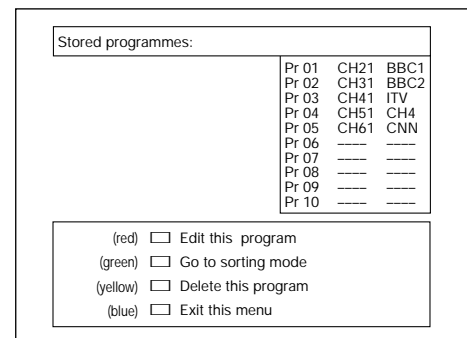 Stored programmes:
Pr 01 CH21 BBC1
Pr 02 CH31 BBC2
Pr 03 CH41 ITV
Pr 04 CH51 CH4
Pr 05 CH61 CNN
Pr 06 ---- ----
Pr 07 ---- ----
Pr 08 ---- ----
Pr 09 ---- ----
Pr 10 ---- ----
(red) Edit this program
(green) Go to sorting mode
(yellow) Delete this program
(blue) Exit this menu